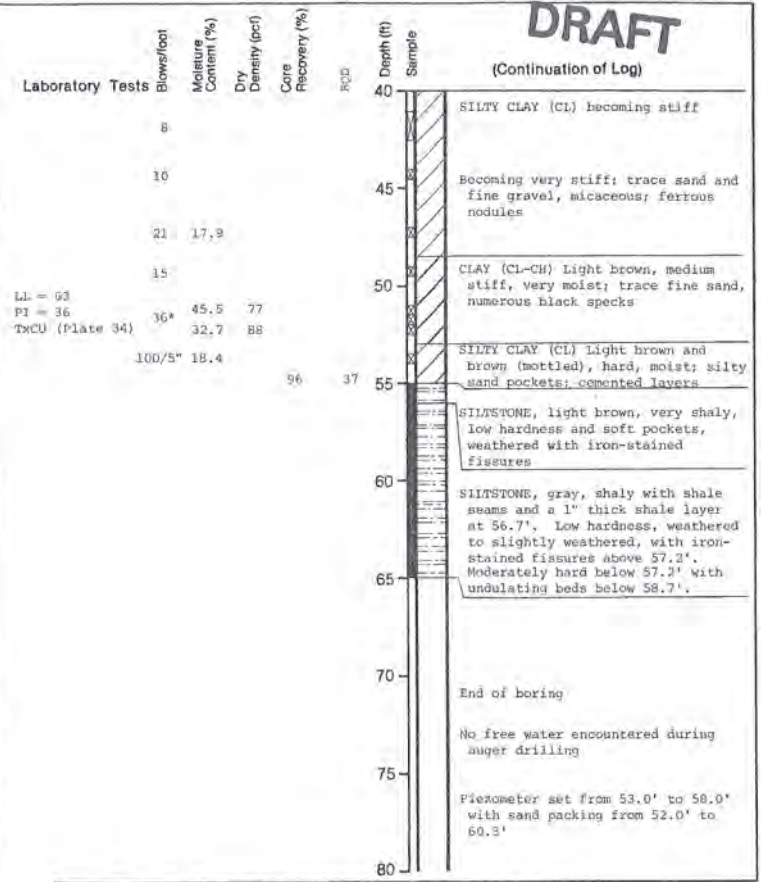 DRAFT
(Continuation of Log)
Laboratory Tests
Blows/foot
Moisture
Content (%)
Dry
Density (pcf)
Core
Recovery (%)
RQD
Depth (ft)
Sample
40
SILTY CLAY (CL) becoming stiff
8
10
45
Becoming very stiff; trace sand and
fine gravel, micaceous; ferrous
nodules
21 17.9
15
50
CLAY (CL-CH) Light brown, medium
stiff, very moist; trace fine sand,
numerous black specks
LL = 63
PI = 36
TxCU (Plate 34)
36*
45.5 77
32.7 88
100/5" 18.4
SILTY CLAY (CL) Light brown and
brown (mottled), hard, moist; silty
sand pockets; cemented layers
96 37
55
SILTSTONE, light brown, very shaly,
low hardness and soft pockets,
weathered with iron-stained
fissures
60
SILTSTONE, gray, shaly with shale
seams and a 1" thick shale layer
at 56.7'. Low hardness, weathered
to slightly weathered, with iron-
stained fissures above 57.2'.
Moderately hard below 57.2' with
undulating beds below 58.7'.
65
70
End of boring
No free water encountered during
auger drilling
75
Piezometer set from 53.0' to 58.0'
with sand packing from 52.0' to
60.3'
80